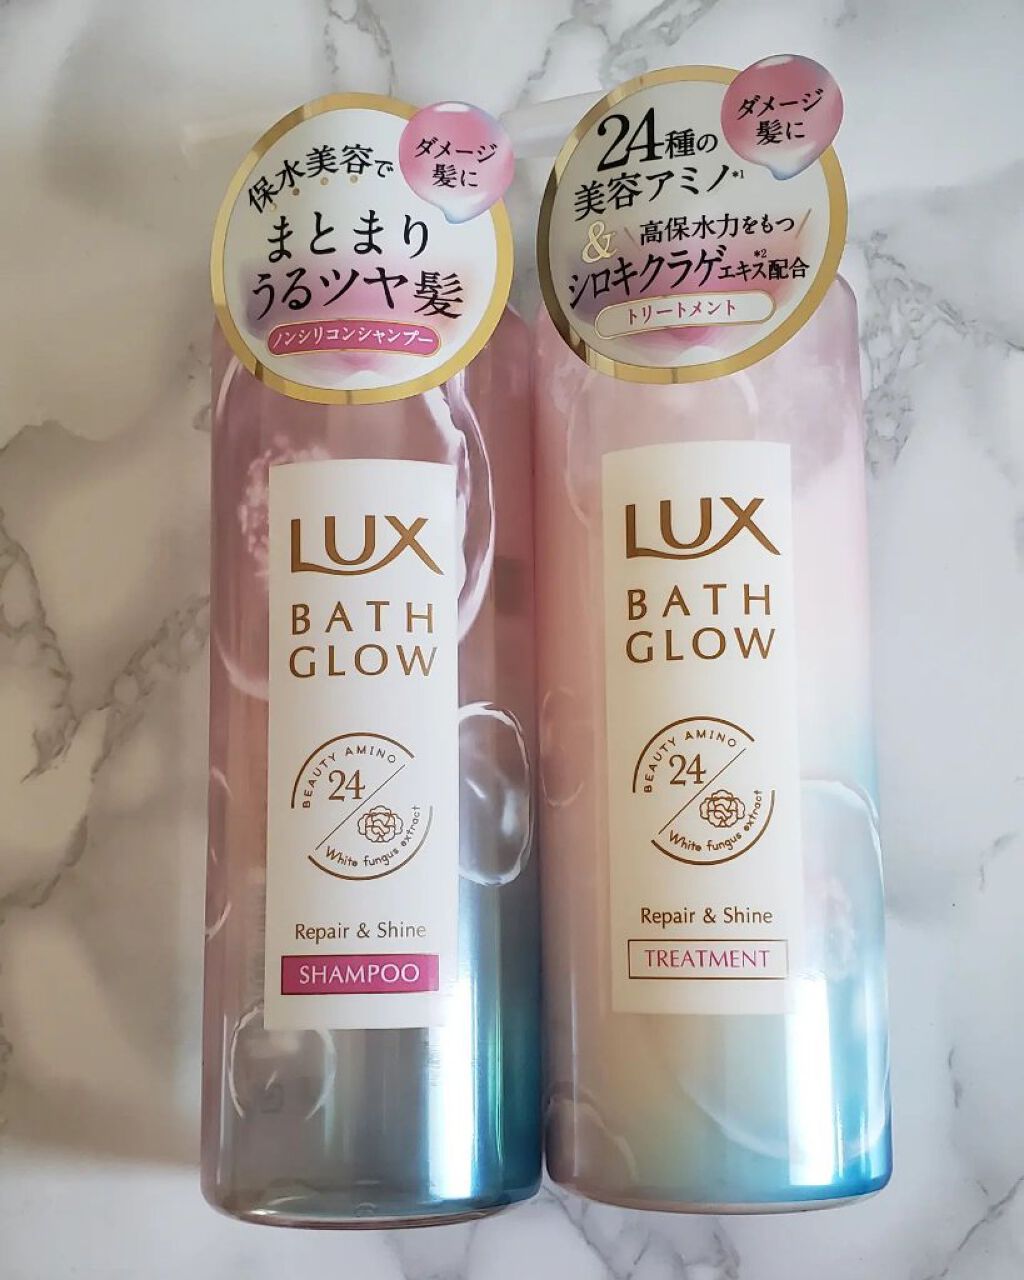 保水美容で
まとまり
うるツヤ髪
ノンシリコンシャンプー
ダメージ
髪に
LUX
BATH
GLOW
BEAUTY AMINO
24
White fungus extract
Repair & Shine
SHAMPOO
24種の
美容アミノ*1
& 高保水力をもつ
シロキクラゲエキス*2配合
トリートメント
ダメージ
髪に
LUX
BATH
GLOW
BEAUTY AMINO
24
White fungus extract
Repair & Shine
TREATMENT